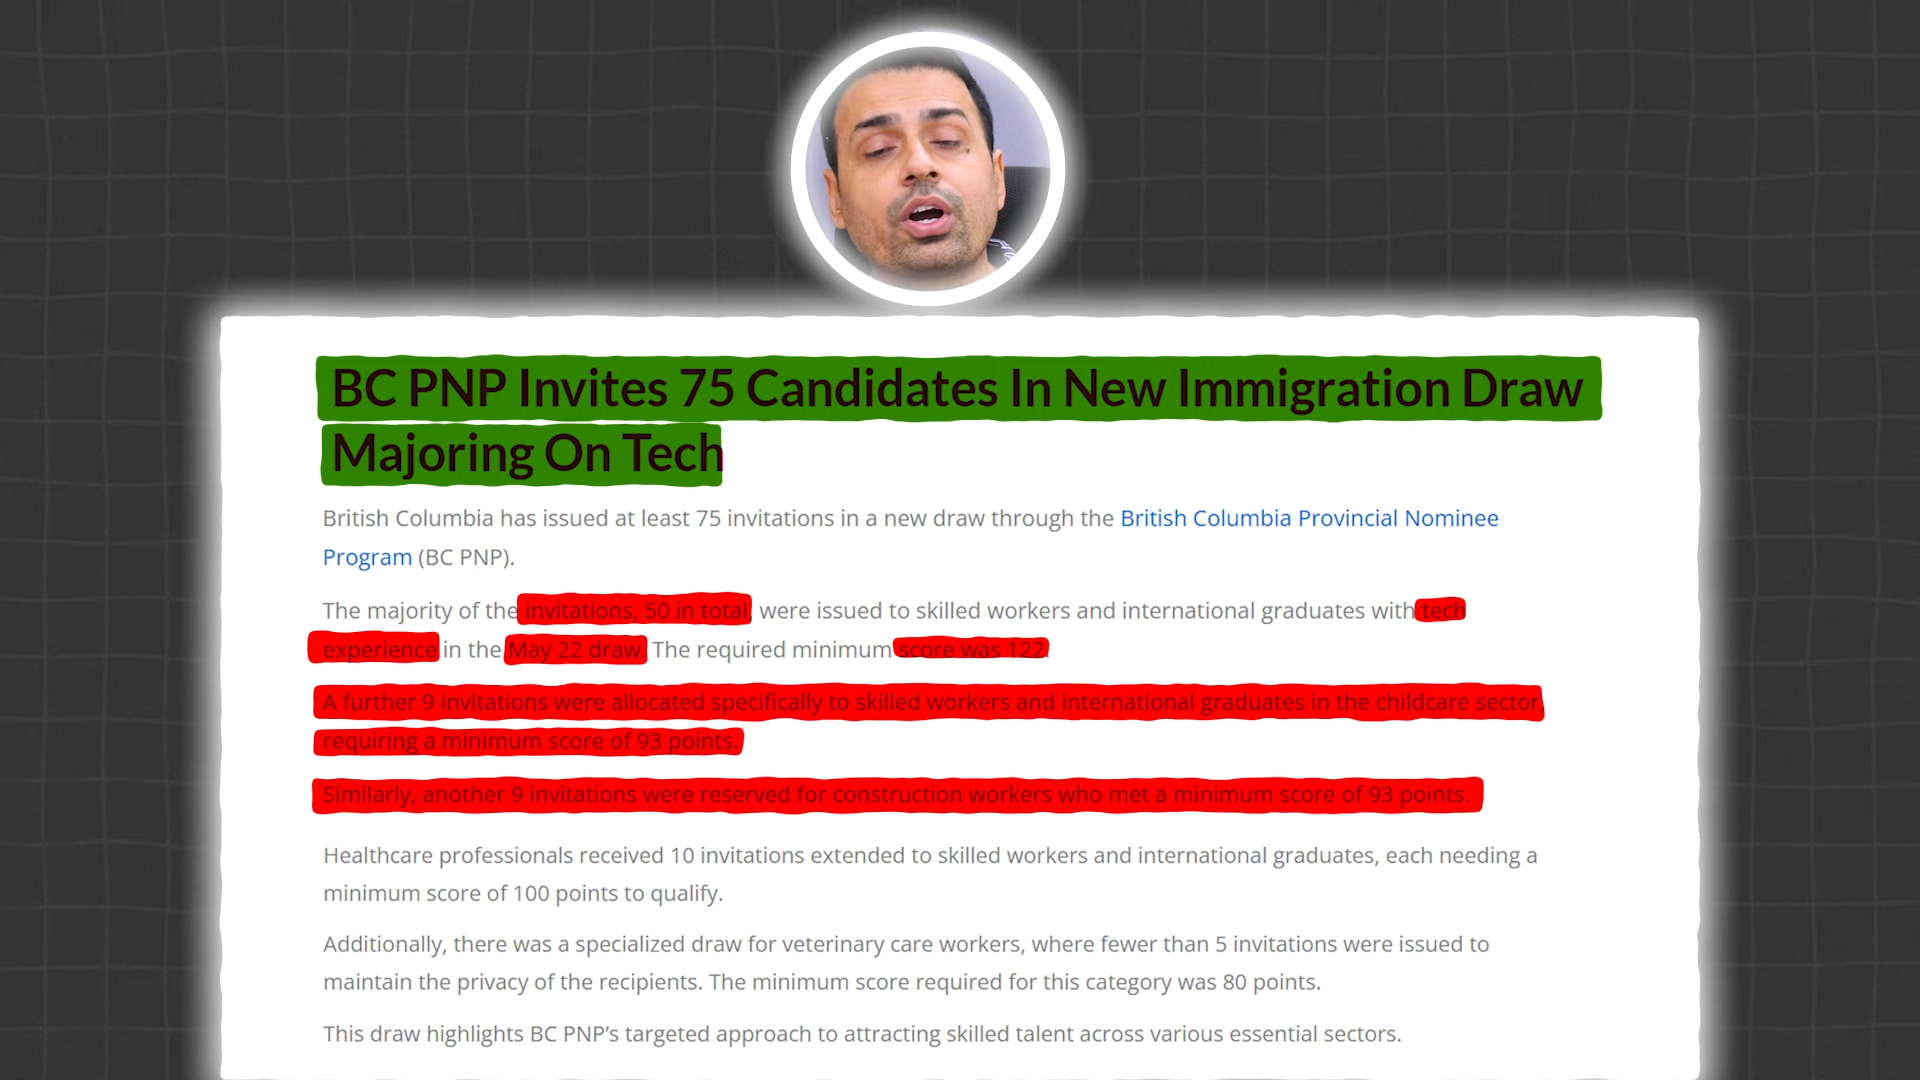 BC PNP Invites 75 Candidates In New Immigration Draw
Majoring On Tech
British Columbia has issued at least 75 invitations in a new draw through the British Columbia Provincial Nominee
Program (BC PNP).
The majority of the invitations, 50 in total, were issued to skilled workers and international graduates with tech
experience in the May 22 draw. The required minimum score was 122.
A further 9 invitations were allocated specifically to skilled workers and international graduates in the childcare sector,
requiring a minimum score of 93 points.
Similarly, another 9 invitations were reserved for construction workers who met a minimum score of 93 points.
Healthcare professionals received 10 invitations extended to skilled workers and international graduates, each needing a
minimum score of 100 points to qualify.
Additionally, there was a specialized draw for veterinary care workers, where fewer than 5 invitations were issued to
maintain the privacy of the recipients. The minimum score required for this category was 80 points.
This draw highlights BC PNP’s targeted approach to attracting skilled talent across various essential sectors.